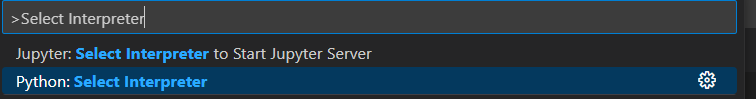 >Select Interpreter
Jupyter: Select Interpreter to Start Jupyter Server
Python: Select Interpreter